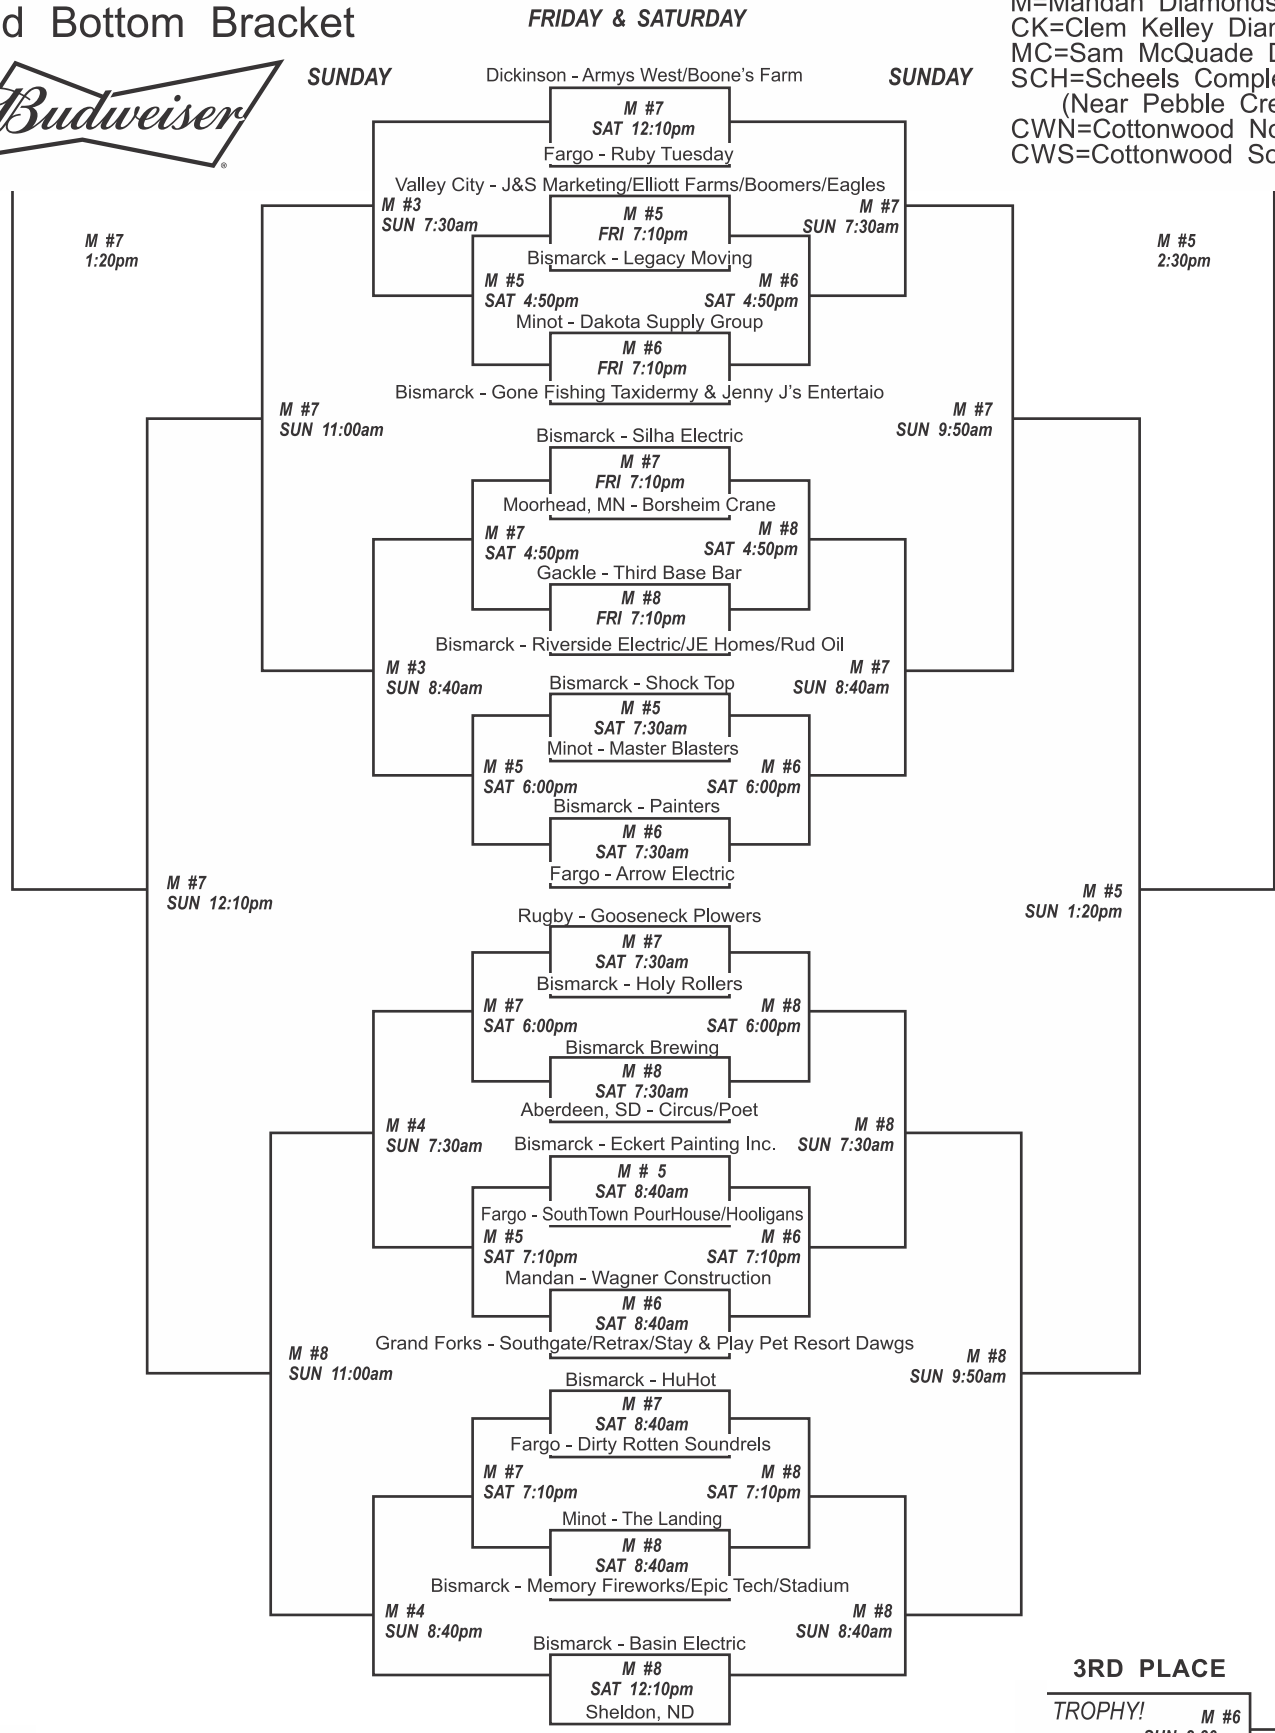 d Bottom Bracket
FRIDAY & SATURDAY
M=Mandan Diamonds
CK=Clem Kelley
MC=Sam McQuade
SCH=Scheels
(Near Pebble
CWN=Cottonwood
CWS=Cottonwood
Budweiser
®
SUNDAY
SUNDAY
Dickinson - Armys West/Boone's Farm
M #7
SAT 12:10pm
Fargo - Ruby Tuesday
Valley City - J&S Marketing/Elliott Farms/Boomers/Eagles
M #3
SUN 7:30am
M #5
FRI 7:10pm
M #7
SUN 7:30am
M #7
1:20pm
M #5
2:30pm
Bismarck - Legacy Moving
M #5
SAT 4:50pm
M #6
SAT 4:50pm
Minot - Dakota Supply Group
M #6
FRI 7:10pm
Bismarck - Gone Fishing Taxidermy & Jenny J's Entertaio
M #7
SUN 11:00am
M #7
SUN 9:50am
Bismarck - Silha Electric
M #7
FRI 7:10pm
Moorhead, MN - Borsheim Crane
M #7
SAT 4:50pm
M #8
SAT 4:50pm
Gackle - Third Base Bar
M #8
FRI 7:10pm
Bismarck - Riverside Electric/JE Homes/Rud Oil
M #3
SUN 8:40am
M #7
SUN 8:40am
Bismarck - Shock Top
M #5
SAT 7:30am
Minot - Master Blasters
M #5
SAT 6:00pm
M #6
SAT 6:00pm
Bismarck - Painters
M #6
SAT 7:30am
Fargo - Arrow Electric
M #7
SUN 12:10pm
M #5
SUN 1:20pm
Rugby - Gooseneck Plowers
M #7
SAT 7:30am
Bismarck - Holy Rollers
M #7
SAT 6:00pm
M #8
SAT 6:00pm
Bismarck Brewing
M #8
SAT 7:30am
Aberdeen, SD - Circus/Poet
M #4
SUN 7:30am
M #8
SUN 7:30am
Bismarck - Eckert Painting Inc.
M # 5
SAT 8:40am
Fargo - SouthTown PourHouse/Hooligans
M #5
SAT 7:10pm
M #6
SAT 7:10pm
Mandan - Wagner Construction
M #6
SAT 8:40am
Grand Forks - Southgate/Retrax/Stay & Play Pet Resort Dawgs
M #8
SUN 11:00am
M #8
SUN 9:50am
Bismarck - HuHot
M #7
SAT 8:40am
Fargo - Dirty Rotten Soundrels
M #7
SAT 7:10pm
M #8
SAT 7:10pm
Minot - The Landing
M #8
SAT 8:40am
Bismarck - Memory Fireworks/Epic Tech/Stadium
M #4
SUN 8:40pm
M #8
SUN 8:40am
Bismarck - Basin Electric
M #8
SAT 12:10pm
Sheldon, ND
3RD PLACE
TROPHY!
M #6